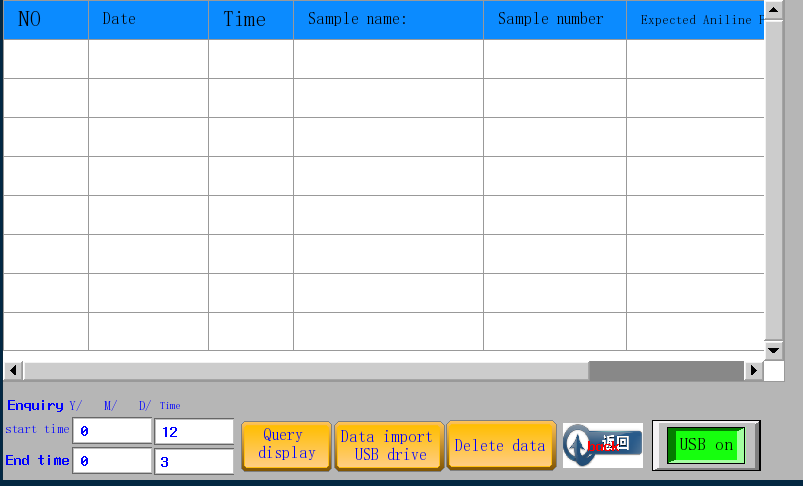 NO Date Time Sample name: Sample number Expected Aniline
Enquiry Y/ M/ D/ Time
start time 0 12
End time 0 3
Query
display
Data import
USB drive
Delete data
返回
back
USB on